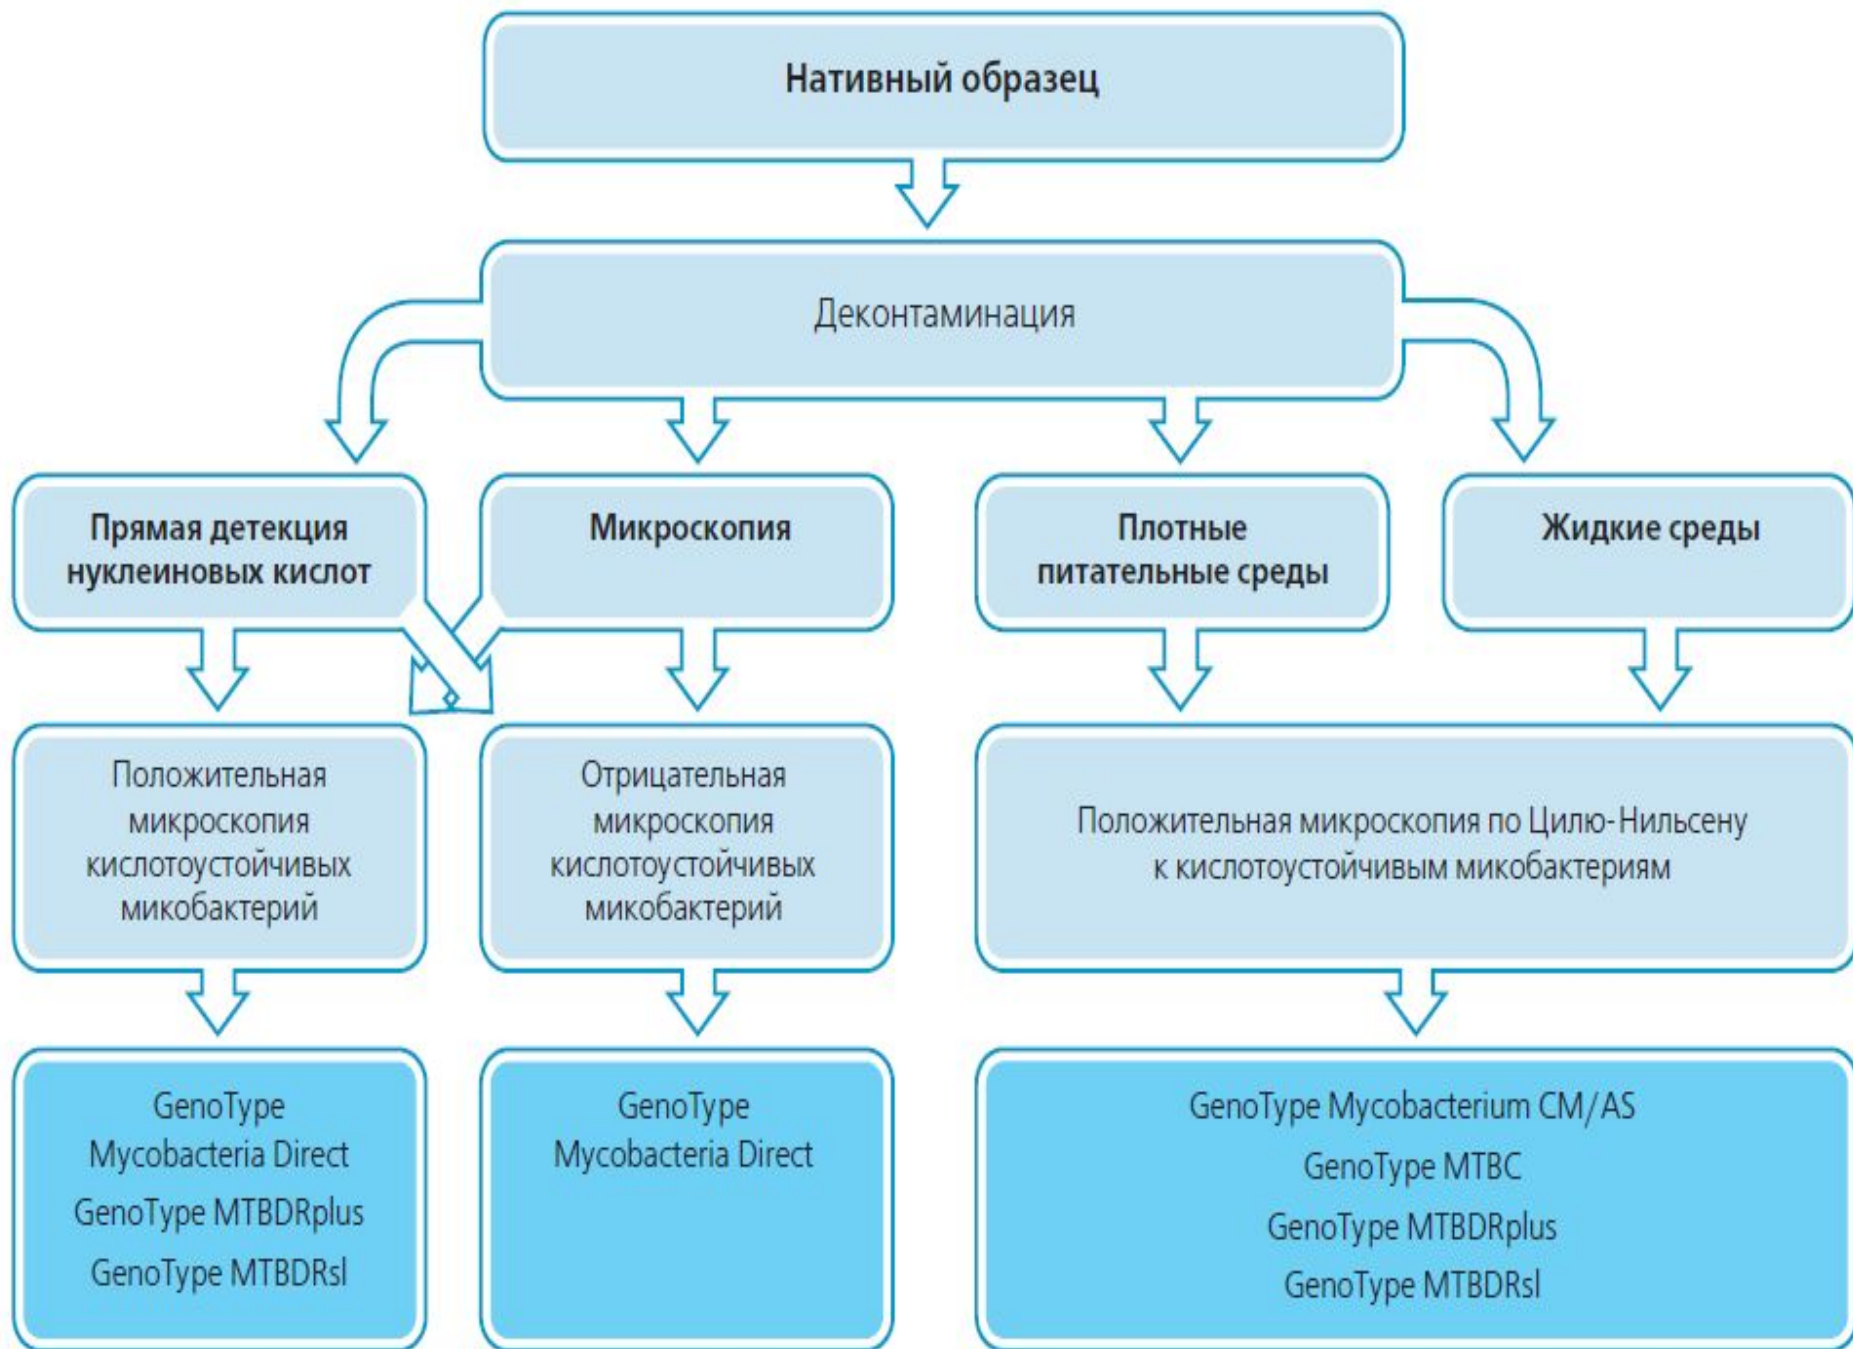 Нативный образец
Деконтаминация
Прямая детекция
нуклеиновых кислот
Микроскопия
Плотные
питательные среды
Жидкие среды
Положительная
микроскопия
кислотоустойчивых
микобактерий
Отрицательная
микроскопия
кислотоустойчивых
микобактерий
Положительная микроскопия по Цилю-Нильсену
к кислотоустойчивым микобактериям
GenoType
Mycobacteria Direct
GenoType MTBDRplus
GenoType MTBDRsl
GenoType
Mycobacteria Direct
GenoType Mycobacterium CM/AS
GenoType MTBC
GenoType MTBDRplus
GenoType MTBDRsl